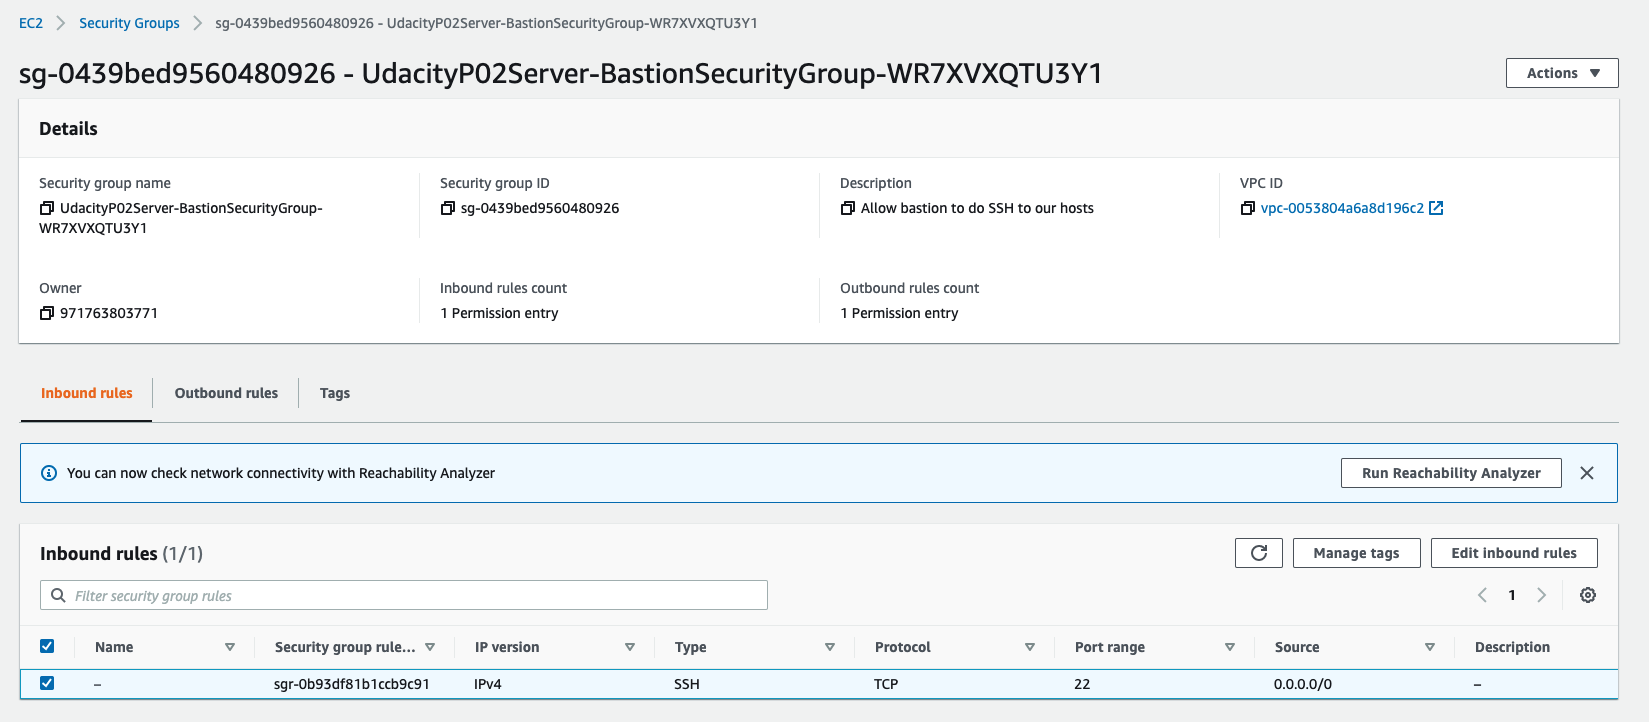 EC2 > Security Groups > sg-0439bed9560480926 - UdacityP02Server-BastionSecurityGroup-WR7XVXQTU3Y1
sg-0439bed9560480926 - UdacityP02Server-BastionSecurityGroup-WR7XVXQTU3Y1
Actions
Details
Security group name
UdacityP02Server-BastionSecurityGroup-
WR7XVXQTU3Y1
Security group ID
sg-0439bed9560480926
Description
Allow bastion to do SSH to our hosts
VPC ID
vpc-0053804a6a8d196c2
Owner
971763803771
Inbound rules count
1 Permission entry
Outbound rules count
1 Permission entry
Inbound rules Outbound rules Tags
You can now check network connectivity with Reachability Analyzer
Run Reachability Analyzer
Inbound rules (1/1)
Manage tags Edit inbound rules
Filter security group rules
1
Name Security group rule... IP version Type Protocol Port range Source Description
– sgr-0b93df81b1ccb9c91 IPv4 SSH TCP 22 0.0.0.0/0 –